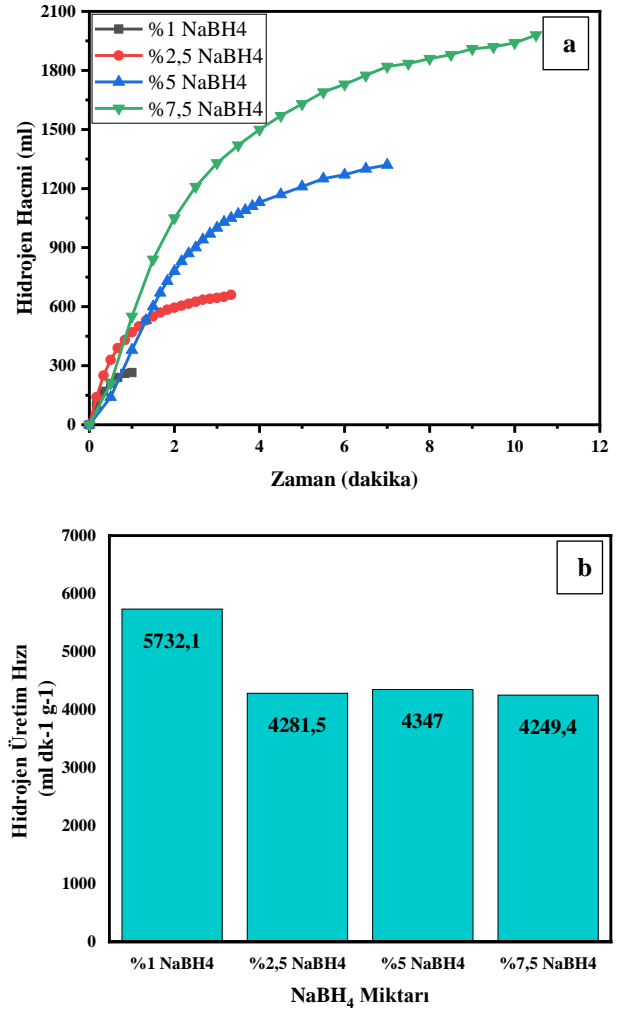 a
%1 NaBH4
%2,5 NaBH4
%5 NaBH4
%7,5 NaBH4
2100
1800
1500
1200
900
600
300
0
Hidrojen Hacmi (ml)
0 2 4 6 8 10 12
Zaman (dakika)
b
7000
6000
5000
4000
3000
2000
1000
0
Hidrojen Üretim Hızı
(ml dk-1 g-1)
5732,1
4281,5
4347
4249,4
%1 NaBH4 %2,5 NaBH4 %5 NaBH4 %7,5 NaBH4
NaBH₄ Miktarı